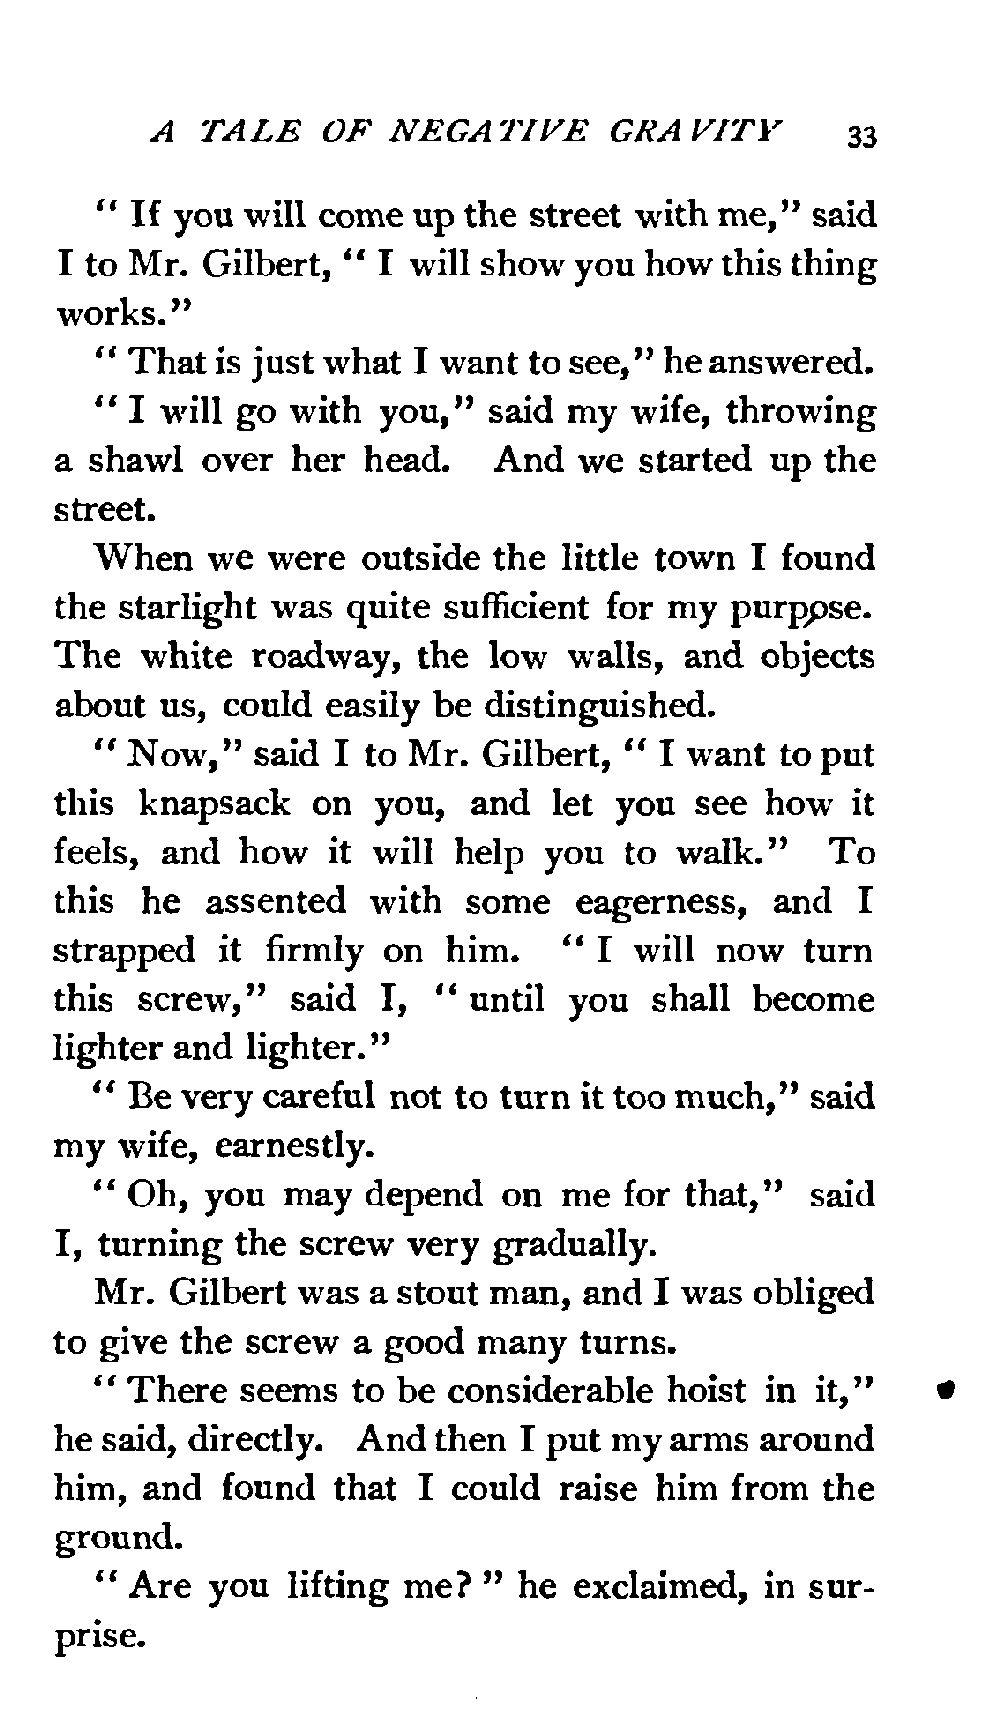 A TALE OF NEGATIVE GRAVITY 33
"If you will come up the street with me," said
I to Mr. Gilbert, "I will show you how this thing
works."
"That is just what I want to see," he answered.
"I will go with you," said my wife, throwing
a shawl over her head. And we started up the
street.
When we were outside the little town I found
the starlight was quite sufficient for my purpose.
The white roadway, the low walls, and objects
about us, could easily be distinguished.
"Now," said I to Mr. Gilbert, "I want to put
this knapsack on you, and let you see how it
feels, and how it will help you to walk." To
this he assented with some eagerness, and I
strapped it firmly on him. "I will now turn
this screw," said I, "until you shall become
lighter and lighter."
"Be very careful not to turn it too much," said
my wife, earnestly.
"Oh, you may depend on me for that," said
I, turning the screw very gradually.
Mr. Gilbert was a stout man, and I was obliged
to give the screw a good many turns.
"There seems to be considerable hoist in it,"
he said, directly. And then I put my arms around
him, and found that I could raise him from the
ground.
"Are you lifting me?" he exclaimed, in sur-
prise.